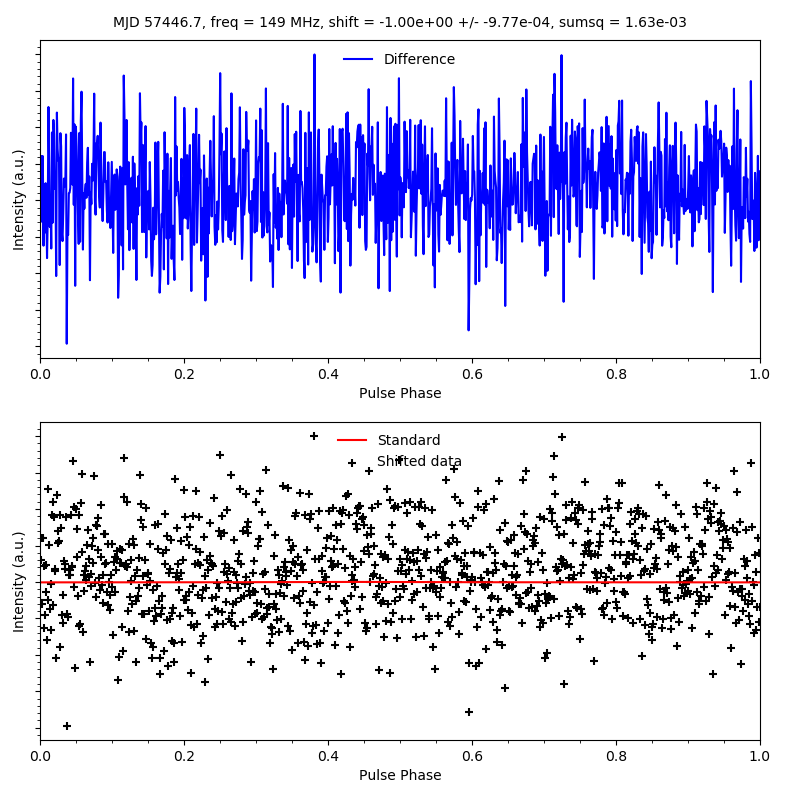 MJD 57446.7, freq = 149 MHz, shift = -1.00e+00 +/- -9.77e-04, sumsq = 1.63e-03
Difference
Intensity (a.u.)
0.0 0.2 0.4 0.6 0.8 1.0
Pulse Phase
Standard
Shifted data
Intensity (a.u.)
0.0 0.2 0.4 0.6 0.8 1.0
Pulse Phase